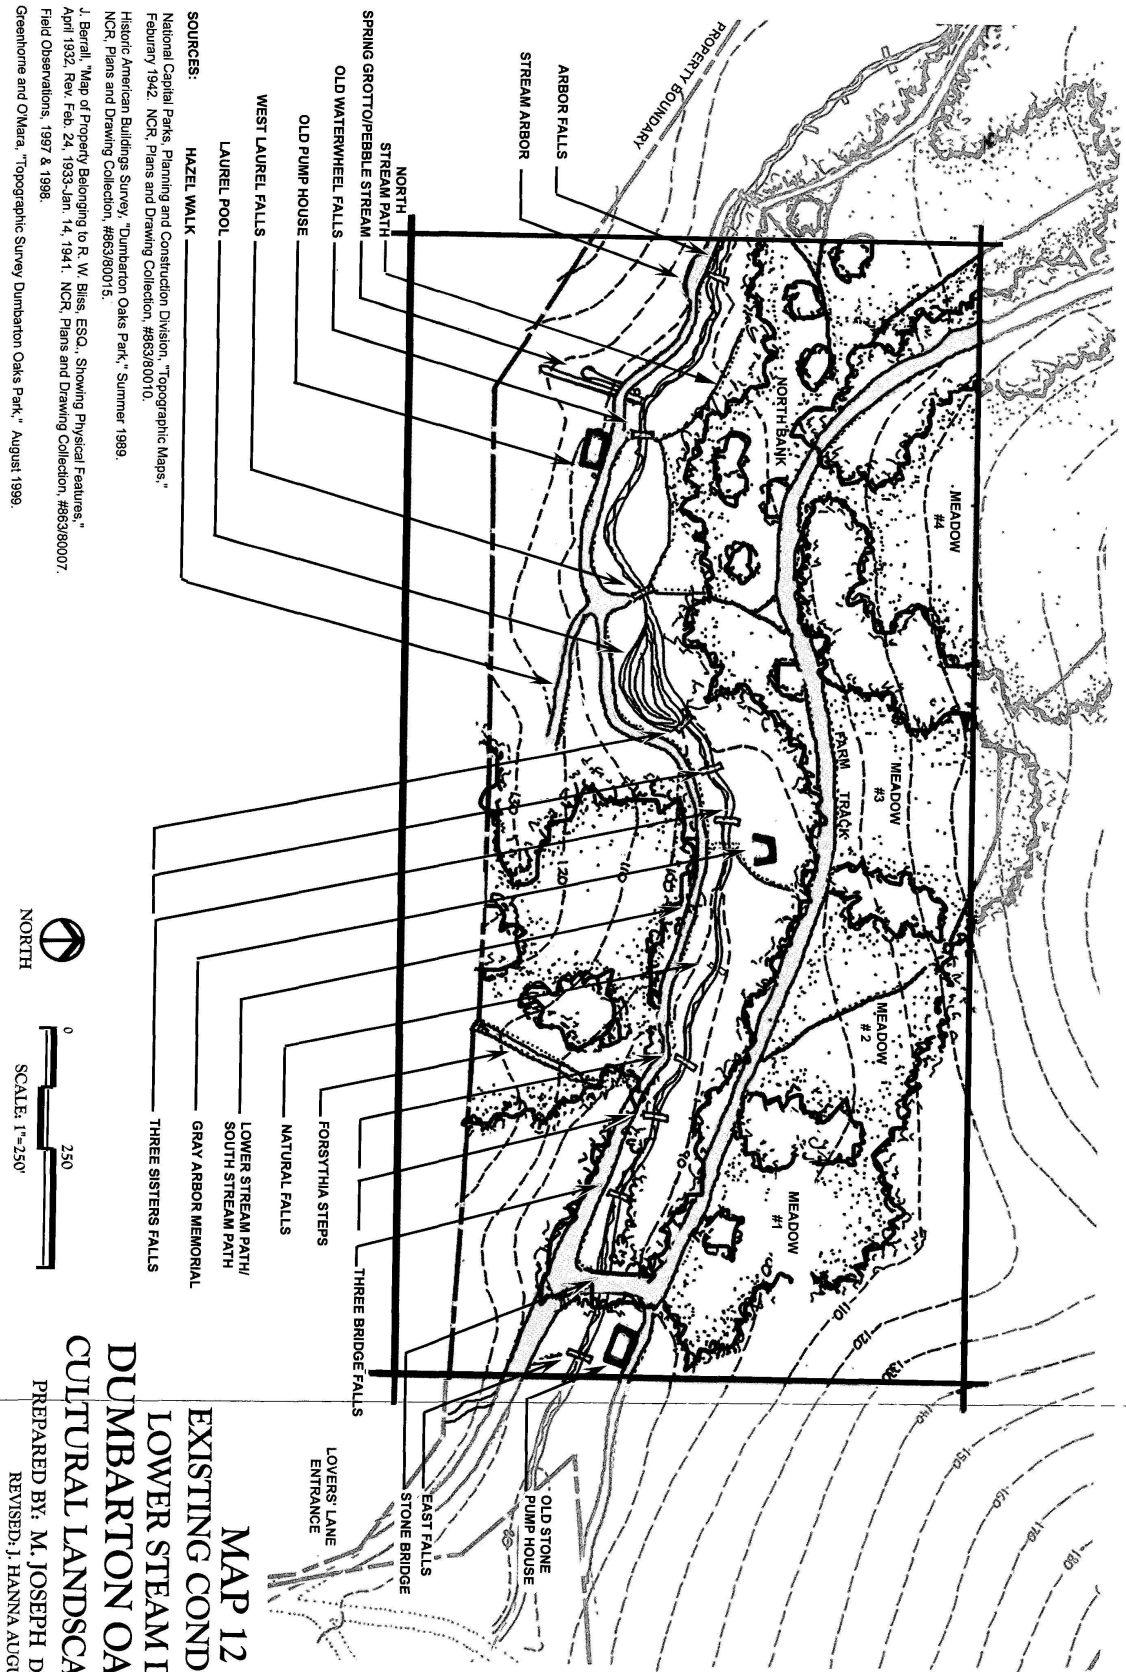 PROPERTY BOUNDARY
ARBOR FALLS
STREAM ARBOR
NORTH
STREAM PATH
SPRING GROTTO/PEBBLE STREAM
OLD WATERWHEEL FALLS
OLD PUMP HOUSE
WEST LAUREL FALLS
LAUREL POOL
HAZEL WALK
NORTH BANK
MEADOW
#4
MEADOW
#3
FARM TRACK
MEADOW
# 2
MEADOW
#1
130
120
110
105
90
110
120
130
140
150
160
170
180
80
THREE BRIDGE FALLS
FORSYTHIA STEPS
NATURAL FALLS
LOWER STREAM PATH/
SOUTH STREAM PATH
GRAY ARBOR MEMORIAL
THREE SISTERS FALLS
OLD STONE
PUMP HOUSE
EAST FALLS
STONE BRIDGE
LOVERS' LANE
ENTRANCE
SOURCES:
National Capital Parks, Planning and Construction Division, "Topographic Maps,"
Feburary 1942. NCR, Plans and Drawing Collection, #863/80010.
Historic American Buildings Survey, "Dumbarton Oaks Park," Summer 1989.
NCR, Plans and Drawing Collection, #863/80015.
J. Berrall, "Map of Property Belonging to R. W. Bliss, ESQ., Showing Physical Features,"
April 1932, Rev. Feb. 24, 1933-Jan. 14, 1941. NCR, Plans and Drawing Collection, #863/80007.
Field Observations, 1997 & 1998.
Greenhorne and O'Mara, "Topographic Survey Dumbarton Oaks Park," August 1999.
NORTH
0 250
SCALE: 1"=250'
MAP 12
EXISTING COND
LOWER STEAM
DUMBARTON OA
CULTURAL LANDSCA
PREPARED BY: M. JOSEPH D
REVISED: J. HANNA AUGU